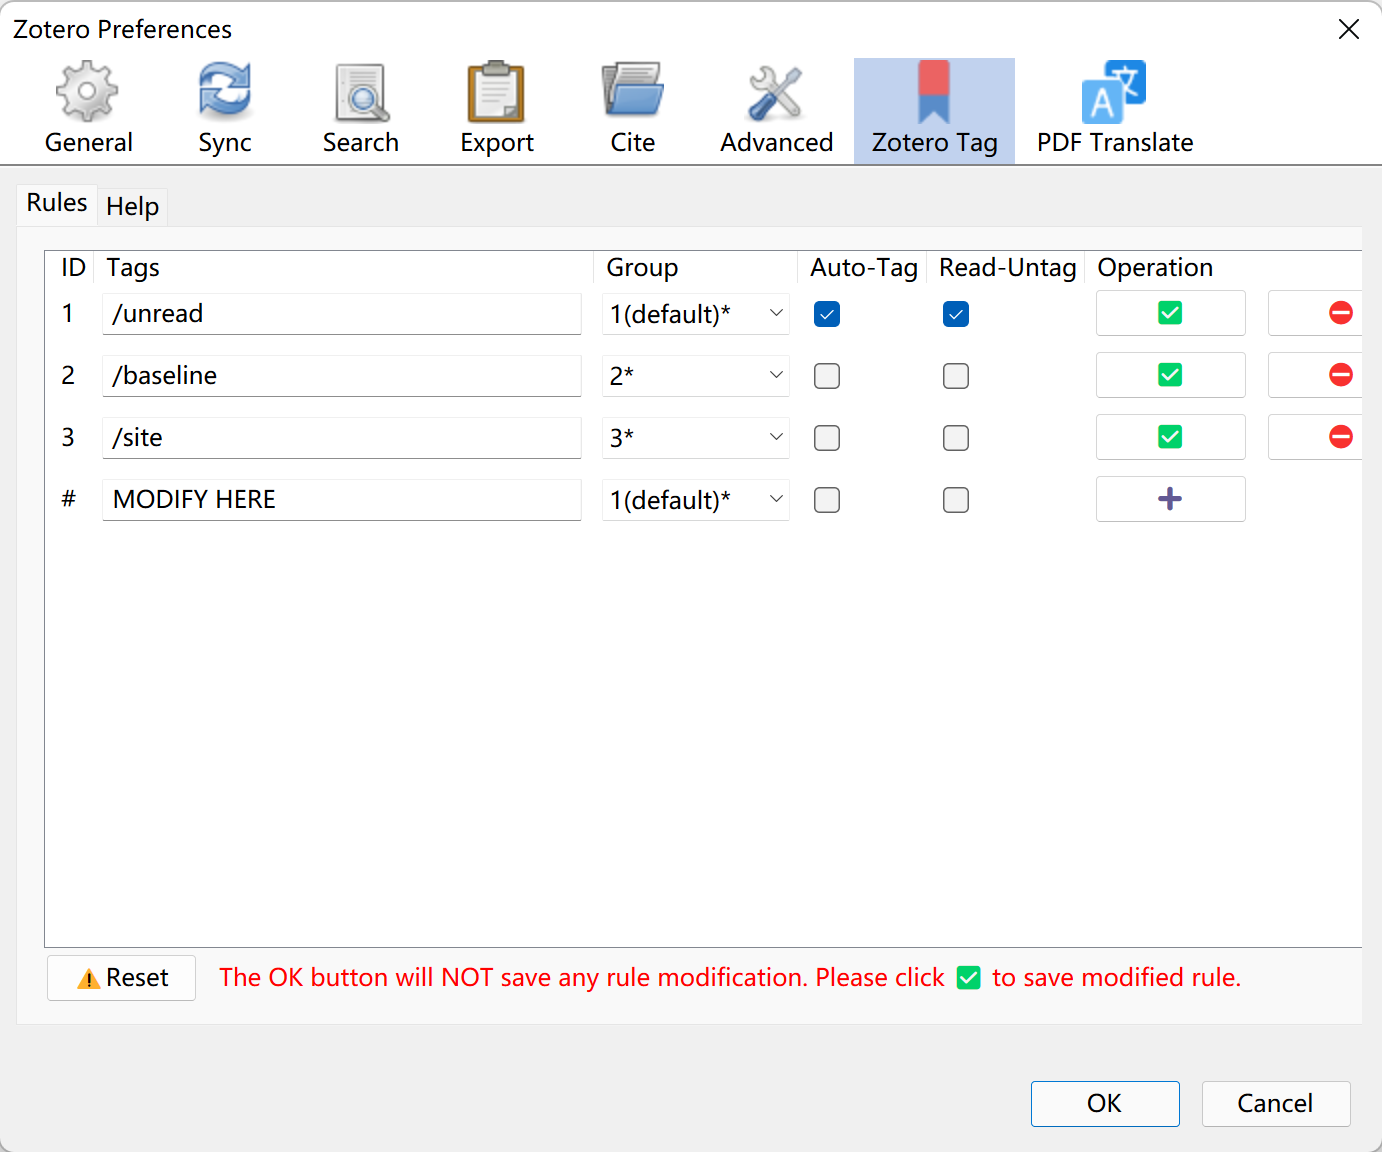 Zotero Preferences
General Sync Search Export Cite Advanced Zotero Tag PDF Translate
Rules Help
ID Tags Group Auto-Tag Read-Untag Operation
1 /unread 1(default)*
2 /baseline 2*
3 /site 3*
# MODIFY HERE 1(default)*
Reset The OK button will NOT save any rule modification. Please click ✅ to save modified rule.
OK Cancel